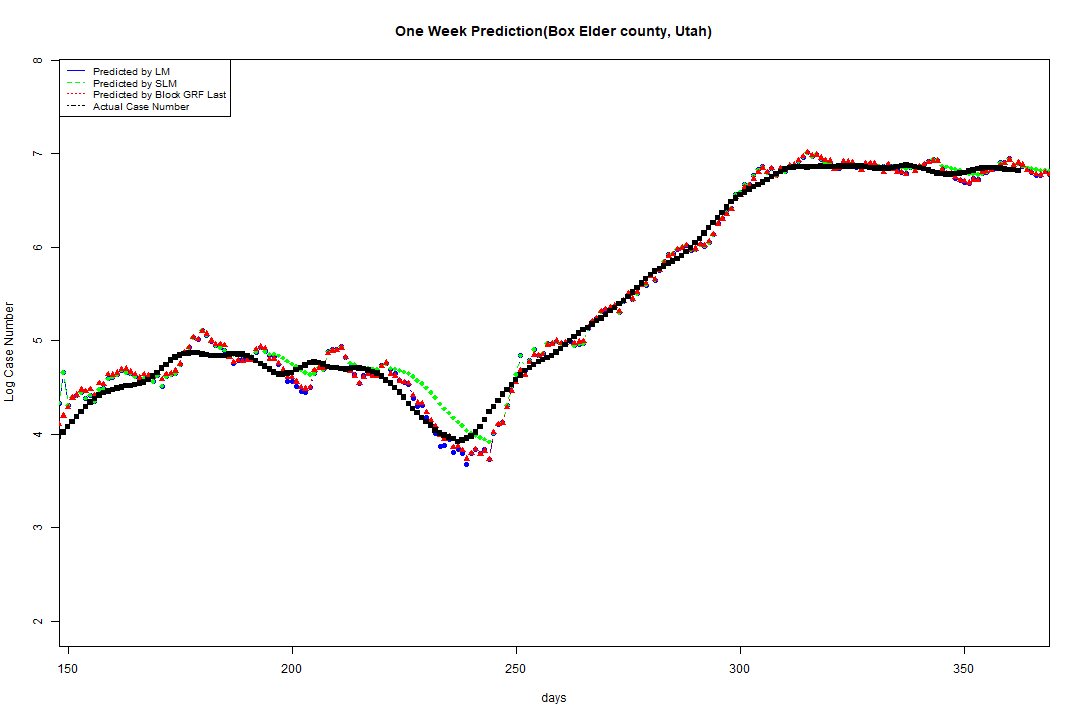 One Week Prediction(Box Elder county, Utah)
Predicted by LM
Predicted by SLM
Predicted by Block GRF Last
Actual Case Number
8
7
6
5
4
3
2
Log Case Number
150 200 250 300 350
days